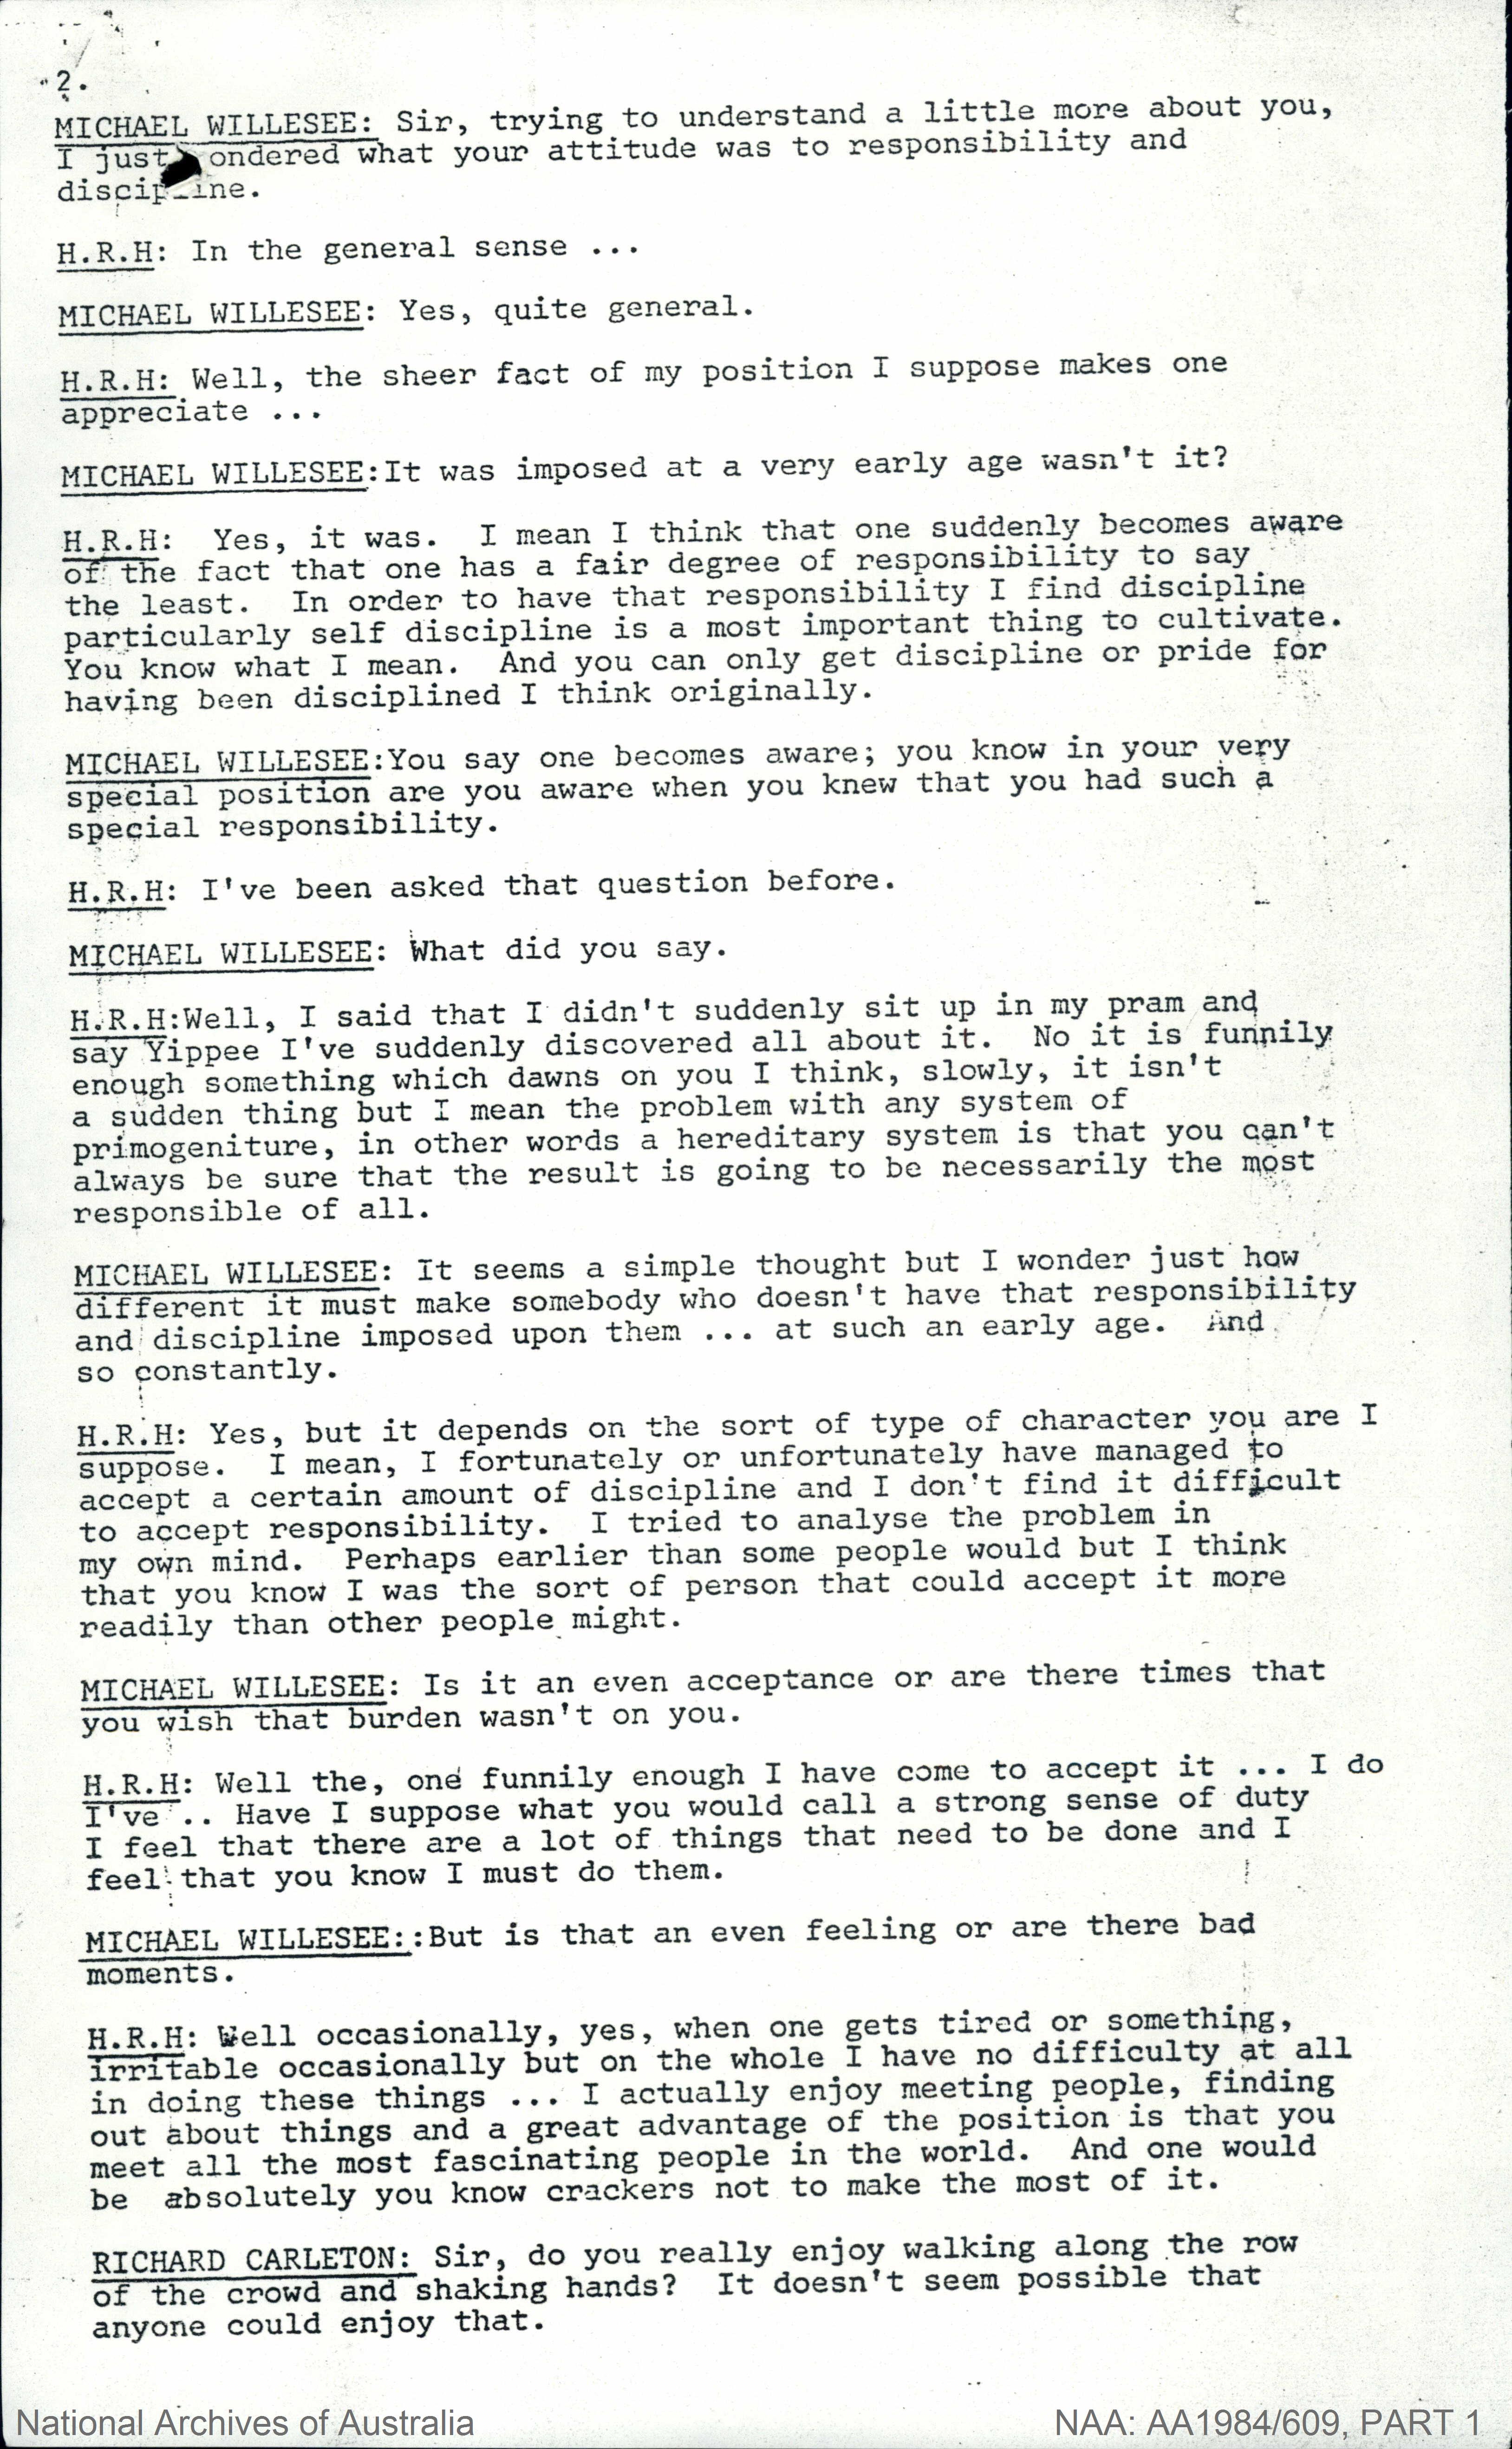 2.
MICHAEL WILLESEE: Sir, trying to understand a little more about you,
I just ondered what your attitude was to responsibility and
discip ine.
H.R.H: In the general sense ...
MICHAEL WILLESEE: Yes, quite general.
H.R.H: Well, the sheer fact of my position I suppose makes one
appreciate ...
MICHAEL WILLESEE:It was imposed at a very early age wasn't it?
H.R.H: Yes, it was. I mean I think that one suddenly becomes aware
of the fact that one has a fair degree of responsibility to say
the least. In order to have that responsibility I find discipline
particularly self discipline is a most important thing to cultivate.
You know what I mean. And you can only get discipline or pride for
having been disciplined I think originally.
MICHAEL WILLESEE:You say one becomes aware; you know in your very
special position are you aware when you knew that you had such a
special responsibility.
H.R.H: I've been asked that question before.
MICHAEL WILLESEE: What did you say.
H.R.H:Well, I said that I didn't suddenly sit up in my pram and
say Yippee I've suddenly discovered all about it. No it is funnily
enough something which dawns on you I think, slowly, it isn't
a sudden thing but I mean the problem with any system of
primogeniture, in other words a hereditary system is that you can't
always be sure that the result is going to be necessarily the most
responsible of all.
MICHAEL WILLESEE: It seems a simple thought but I wonder just how
different it must make somebody who doesn't have that responsibility
and discipline imposed upon them ... at such an early age. And
so constantly.
H.R.H: Yes, but it depends on the sort of type of character you are I
suppose. I mean, I fortunately or unfortunately have managed to
accept a certain amount of discipline and I don't find it difficult
to accept responsibility. I tried to analyse the problem in
my own mind. Perhaps earlier than some people would but I think
that you know I was the sort of person that could accept it more
readily than other people might.
MICHAEL WILLESEE: Is it an even acceptance or are there times that
you wish that burden wasn't on you.
H.R.H: Well the, one funnily enough I have come to accept it ... I do
I've .. Have I suppose what you would call a strong sense of duty
I feel that there are a lot of things that need to be done and I
feel that you know I must do them.
MICHAEL WILLESEE::But is that an even feeling or are there bad
moments.
H.R.H: Well occasionally, yes, when one gets tired or something,
irritable occasionally but on the whole I have no difficulty at all
in doing these things ... I actually enjoy meeting people, finding
out about things and a great advantage of the position is that you
meet all the most fascinating people in the world. And one would
be absolutely you know crackers not to make the most of it.
RICHARD CARLETON: Sir, do you really enjoy walking along the row
of the crowd and shaking hands? It doesn't seem possible that
anyone could enjoy that.
National Archives of Australia
NAA: AA1984/609, PART 1